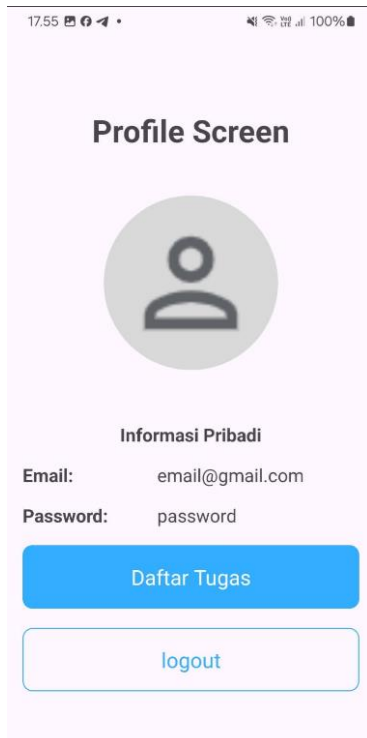 17.55 100%
Profile Screen
Informasi Pribadi
Email: email@gmail.com
Password: password
Daftar Tugas
logout